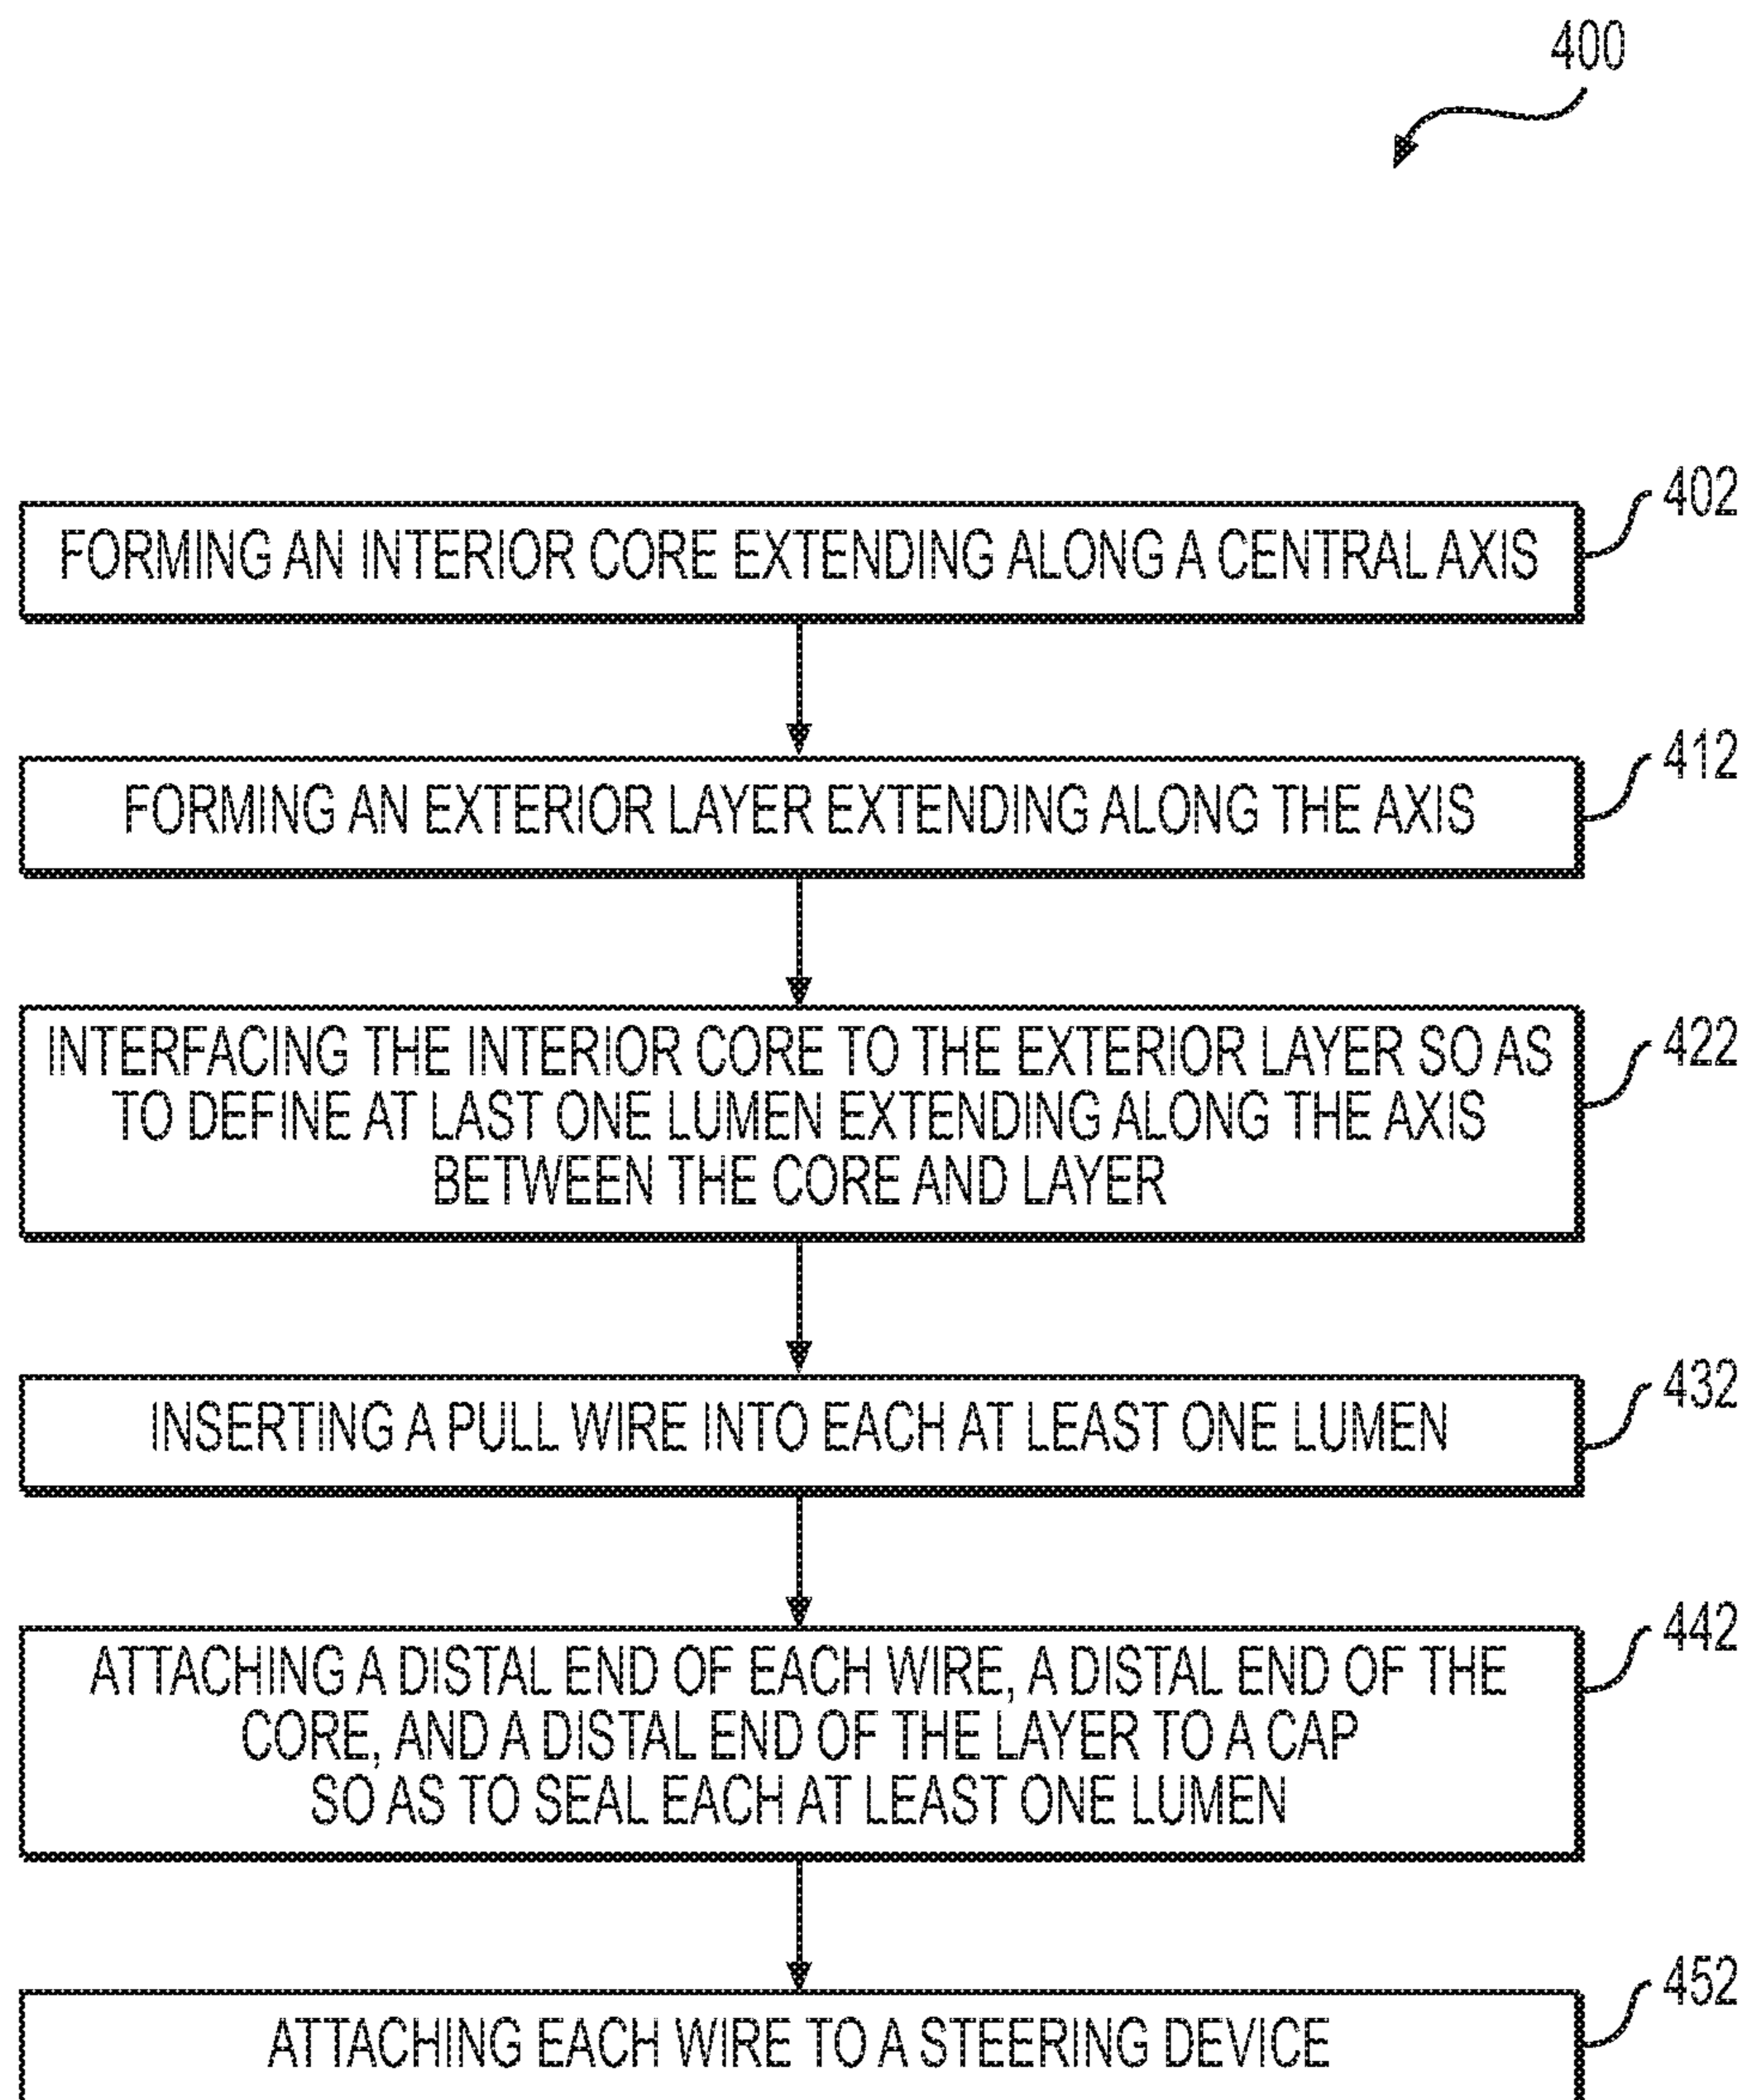 400
FORMING AN INTERIOR CORE EXTENDING ALONG A CENTRAL AXIS
402
FORMING AN EXTERIOR LAYER EXTENDING ALONG THE AXIS
412
INTERFACING THE INTERIOR CORE TO THE EXTERIOR LAYER SO AS
TO DEFINE AT LAST ONE LUMEN EXTENDING ALONG THE AXIS
BETWEEN THE CORE AND LAYER
422
INSERTING A PULL WIRE INTO EACH AT LEAST ONE LUMEN
432
ATTACHING A DISTAL END OF EACH WIRE, A DISTAL END OF THE
CORE, AND A DISTAL END OF THE LAYER TO A CAP
SO AS TO SEAL EACH AT LEAST ONE LUMEN
442
ATTACHING EACH WIRE TO A STEERING DEVICE
452